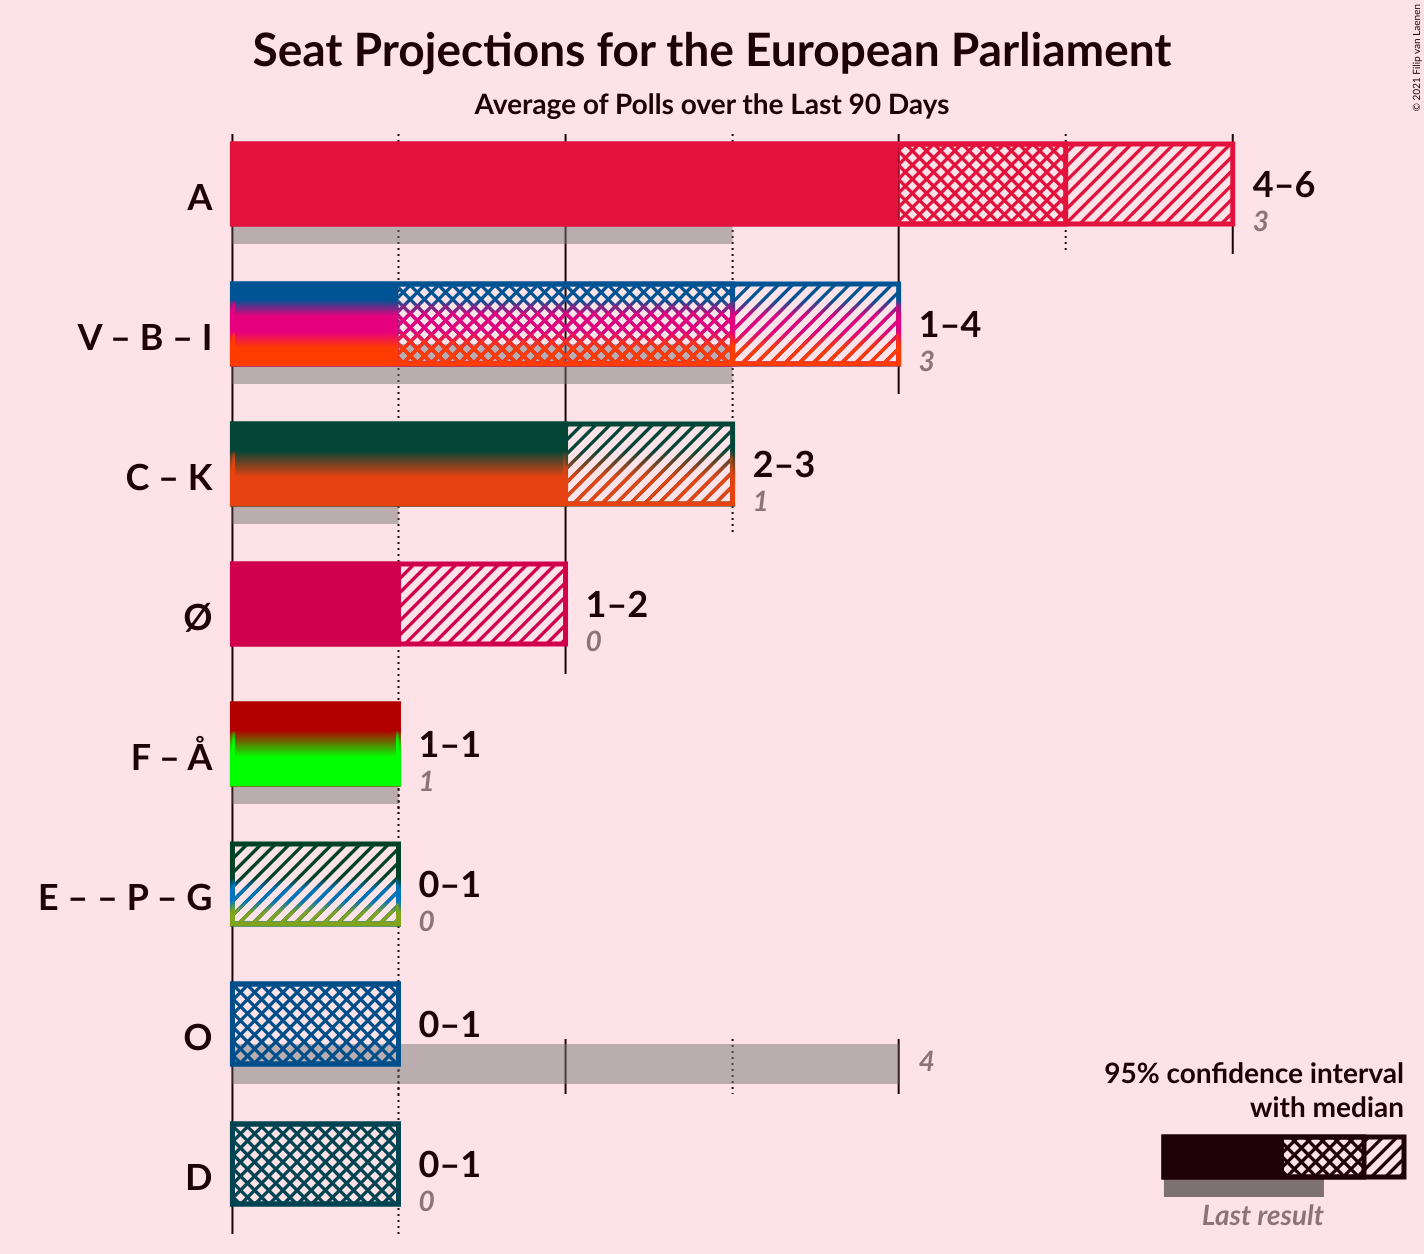 Seat Projections for the European Parliament
Average of Polls over the Last 90 Days
© 2021 Filip van Laenen
A
4–6
3
V – B – I
1–4
3
C – K
2–3
1
Ø
1–2
0
F – Å
1–1
1
E – – P – G
0–1
0
O
0–1
4
D
0–1
0
95% confidence interval
with median
Last result